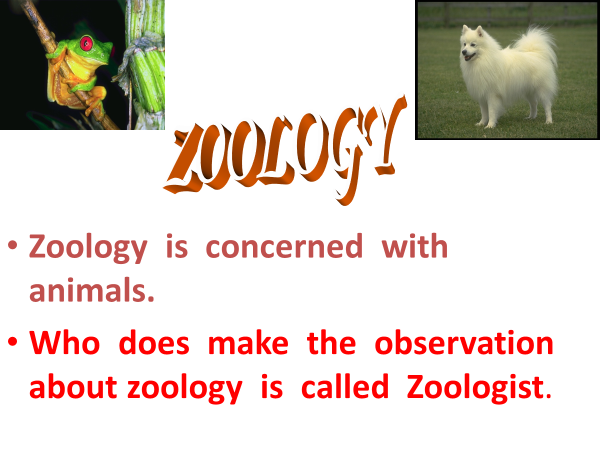 ZOOLOGY
• Zoology is concerned with
animals.
• Who does make the observation
about zoology is called Zoologist.